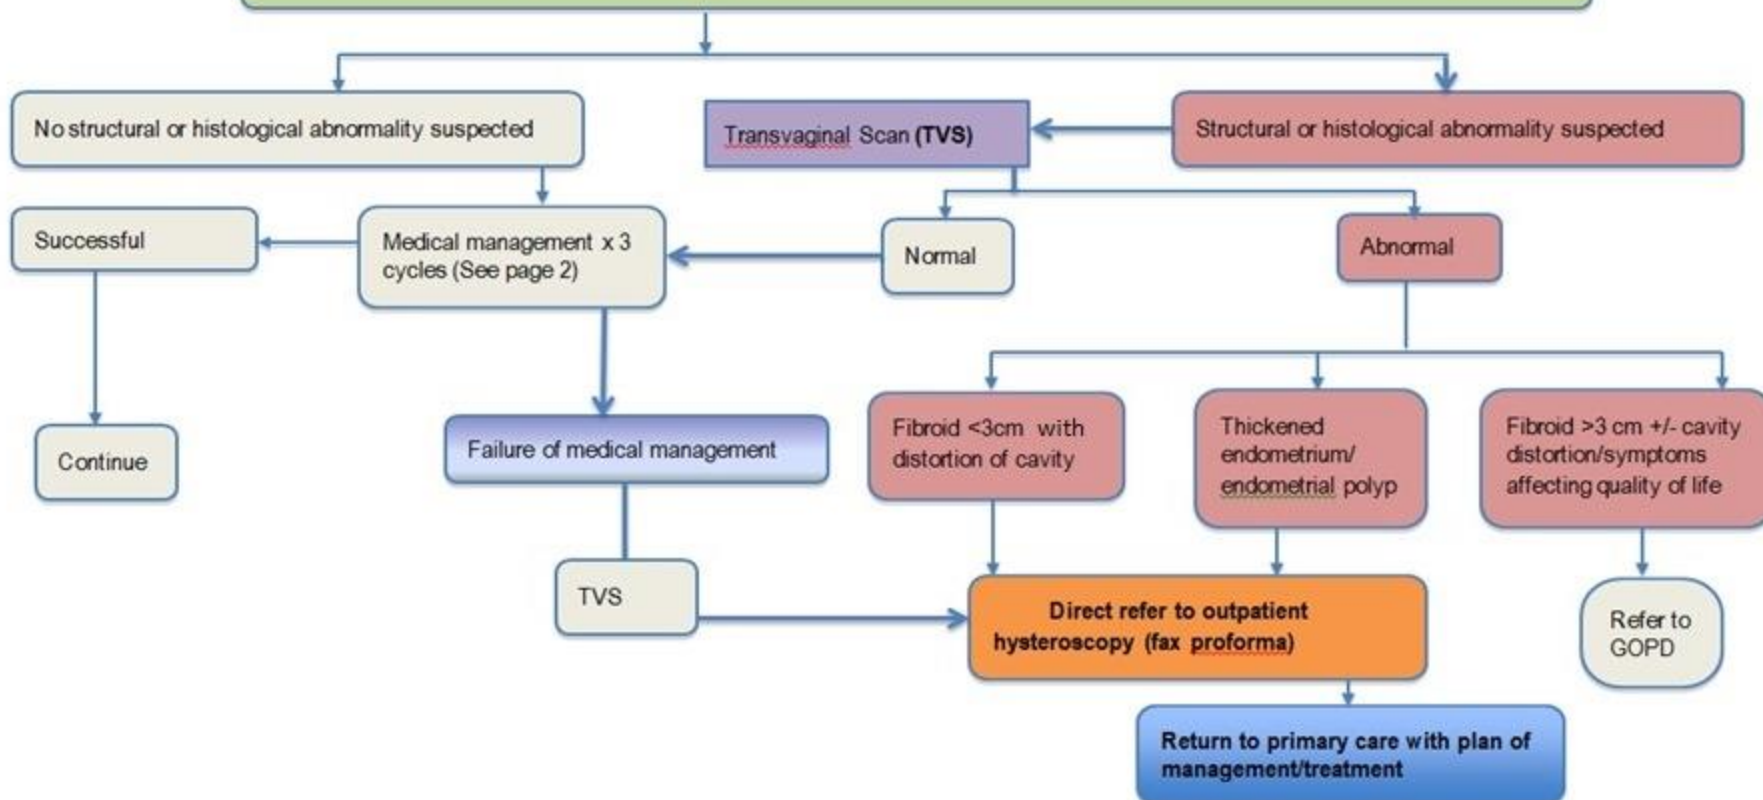 No structural or histological abnormality suspected
Transvaginal Scan (TVS)
Structural or histological abnormality suspected
Successful
Medical management x 3
cycles (See page 2)
Normal
Abnormal
Continue
Failure of medical management
Fibroid <3cm with
distortion of cavity
Thickened
endometrium/
endometrial polyp
Fibroid >3 cm +/- cavity
distortion/symptoms
affecting quality of life
TVS
Direct refer to outpatient
hysteroscopy (fax proforma)
Refer to
GOPD
Return to primary care with plan of
management/treatment